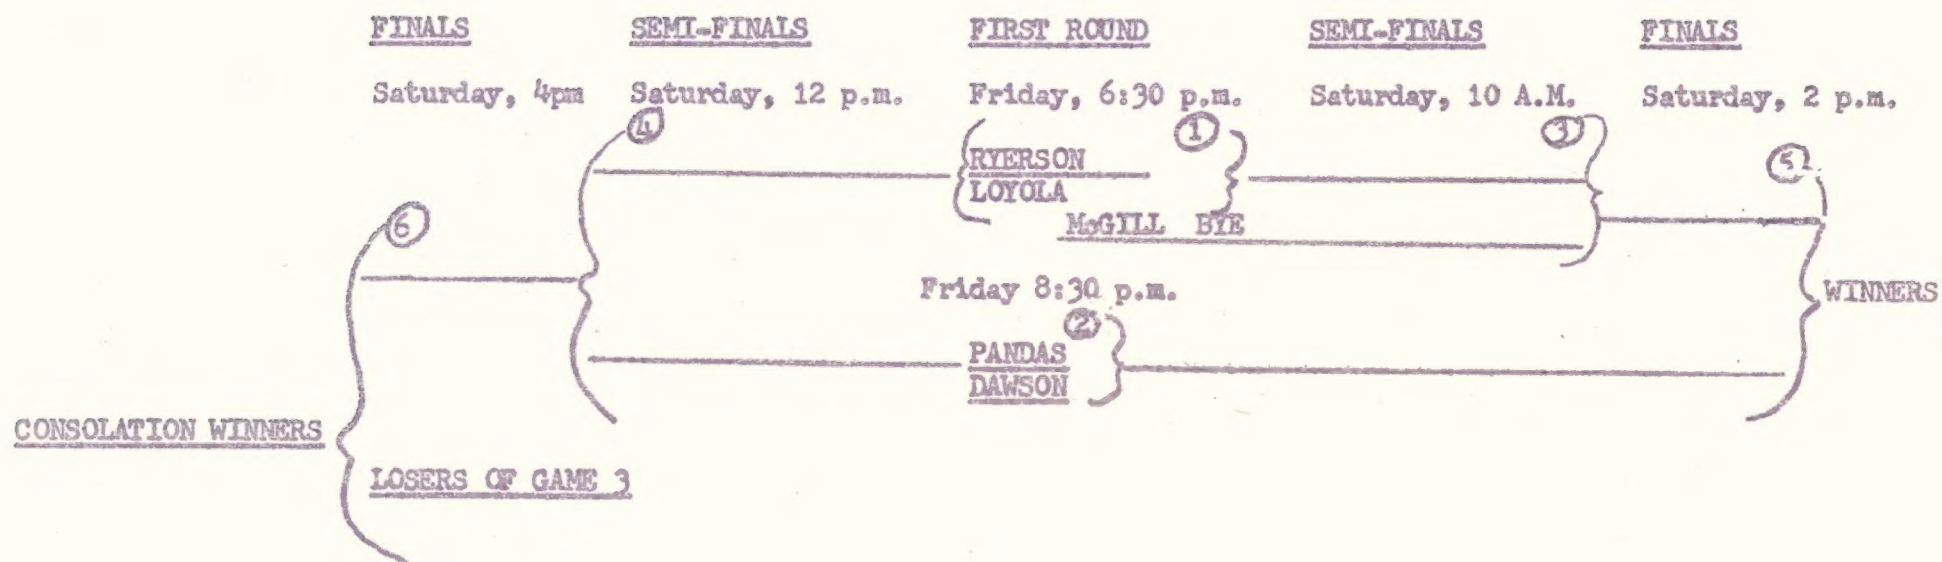 FINALS SEMI-FINALS FIRST ROUND SEMI-FINALS FINALS
Saturday, 4pm Saturday, 12 p.m. Friday, 6:30 p.m. Saturday, 10 A.M. Saturday, 2 p.m.
4 1 3
RYERSON 5
LOYOLA
6 McGILL BYE
Friday 8:30 p.m. WINNERS
2
PANDAS
DAWSON
CONSOLATION WINNERS
LOSERS OF GAME 3